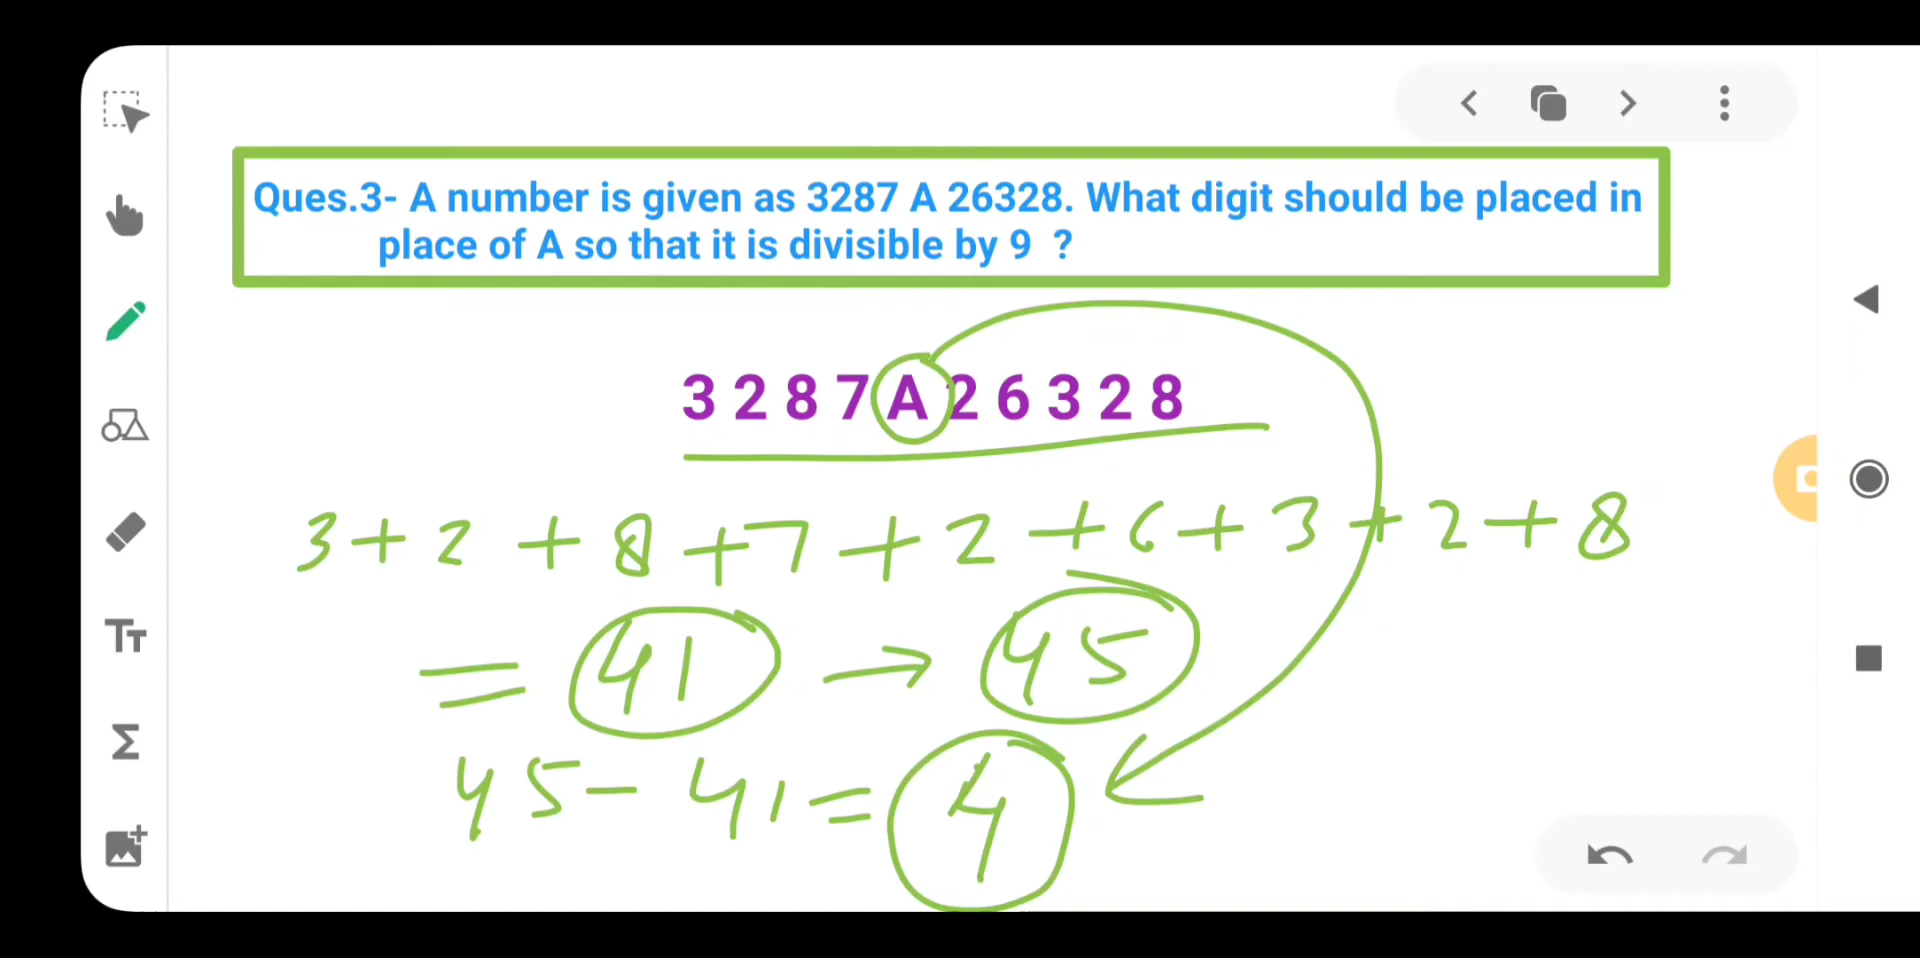 Ques.3- A number is given as 3287 A 26328. What digit should be placed in
place of A so that it is divisible by 9 ?
3 2 8 7 A 2 6 3 2 8
3 + 2 + 8 + 7 + 2 + 6 + 3 + 2 + 8
= 41 → 45
45 - 41 = 4
Tт
Σ